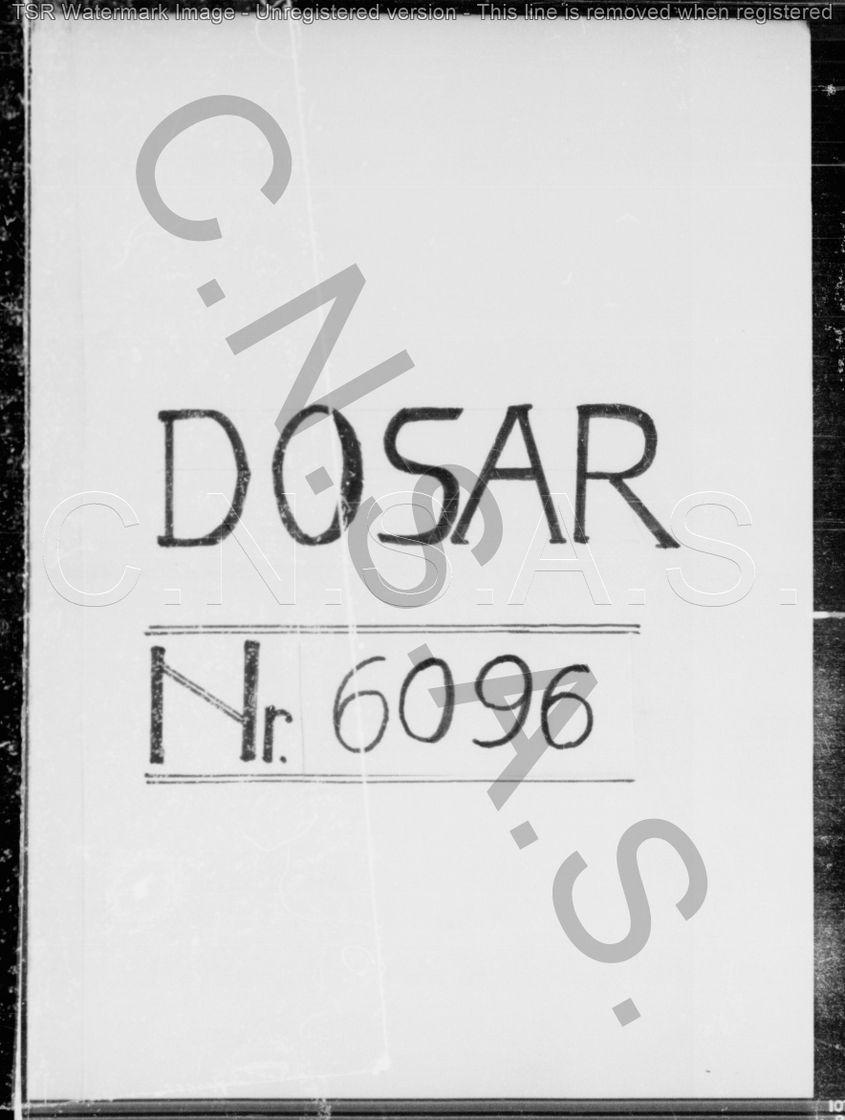 TSR Watermark Image - Unregistered version - This line is removed when registered
DOSAR
C.N.S.A.S.
C.N.S.A.S.
Nr. 6096